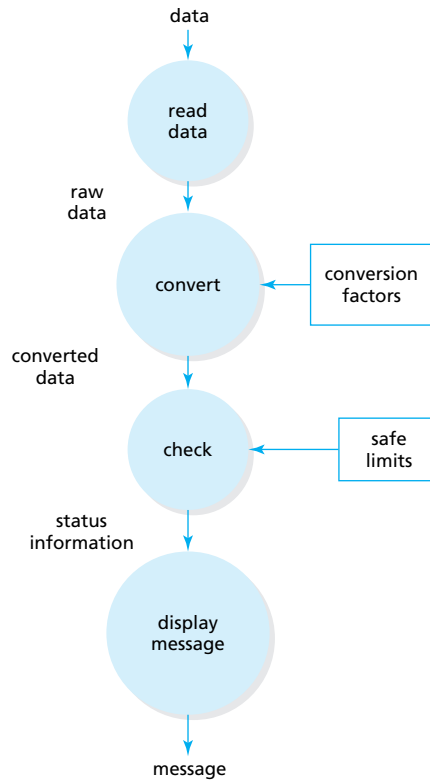 data
read
data
raw
data
convert
conversion
factors
converted
data
check
safe
limits
status
information
display
message
message